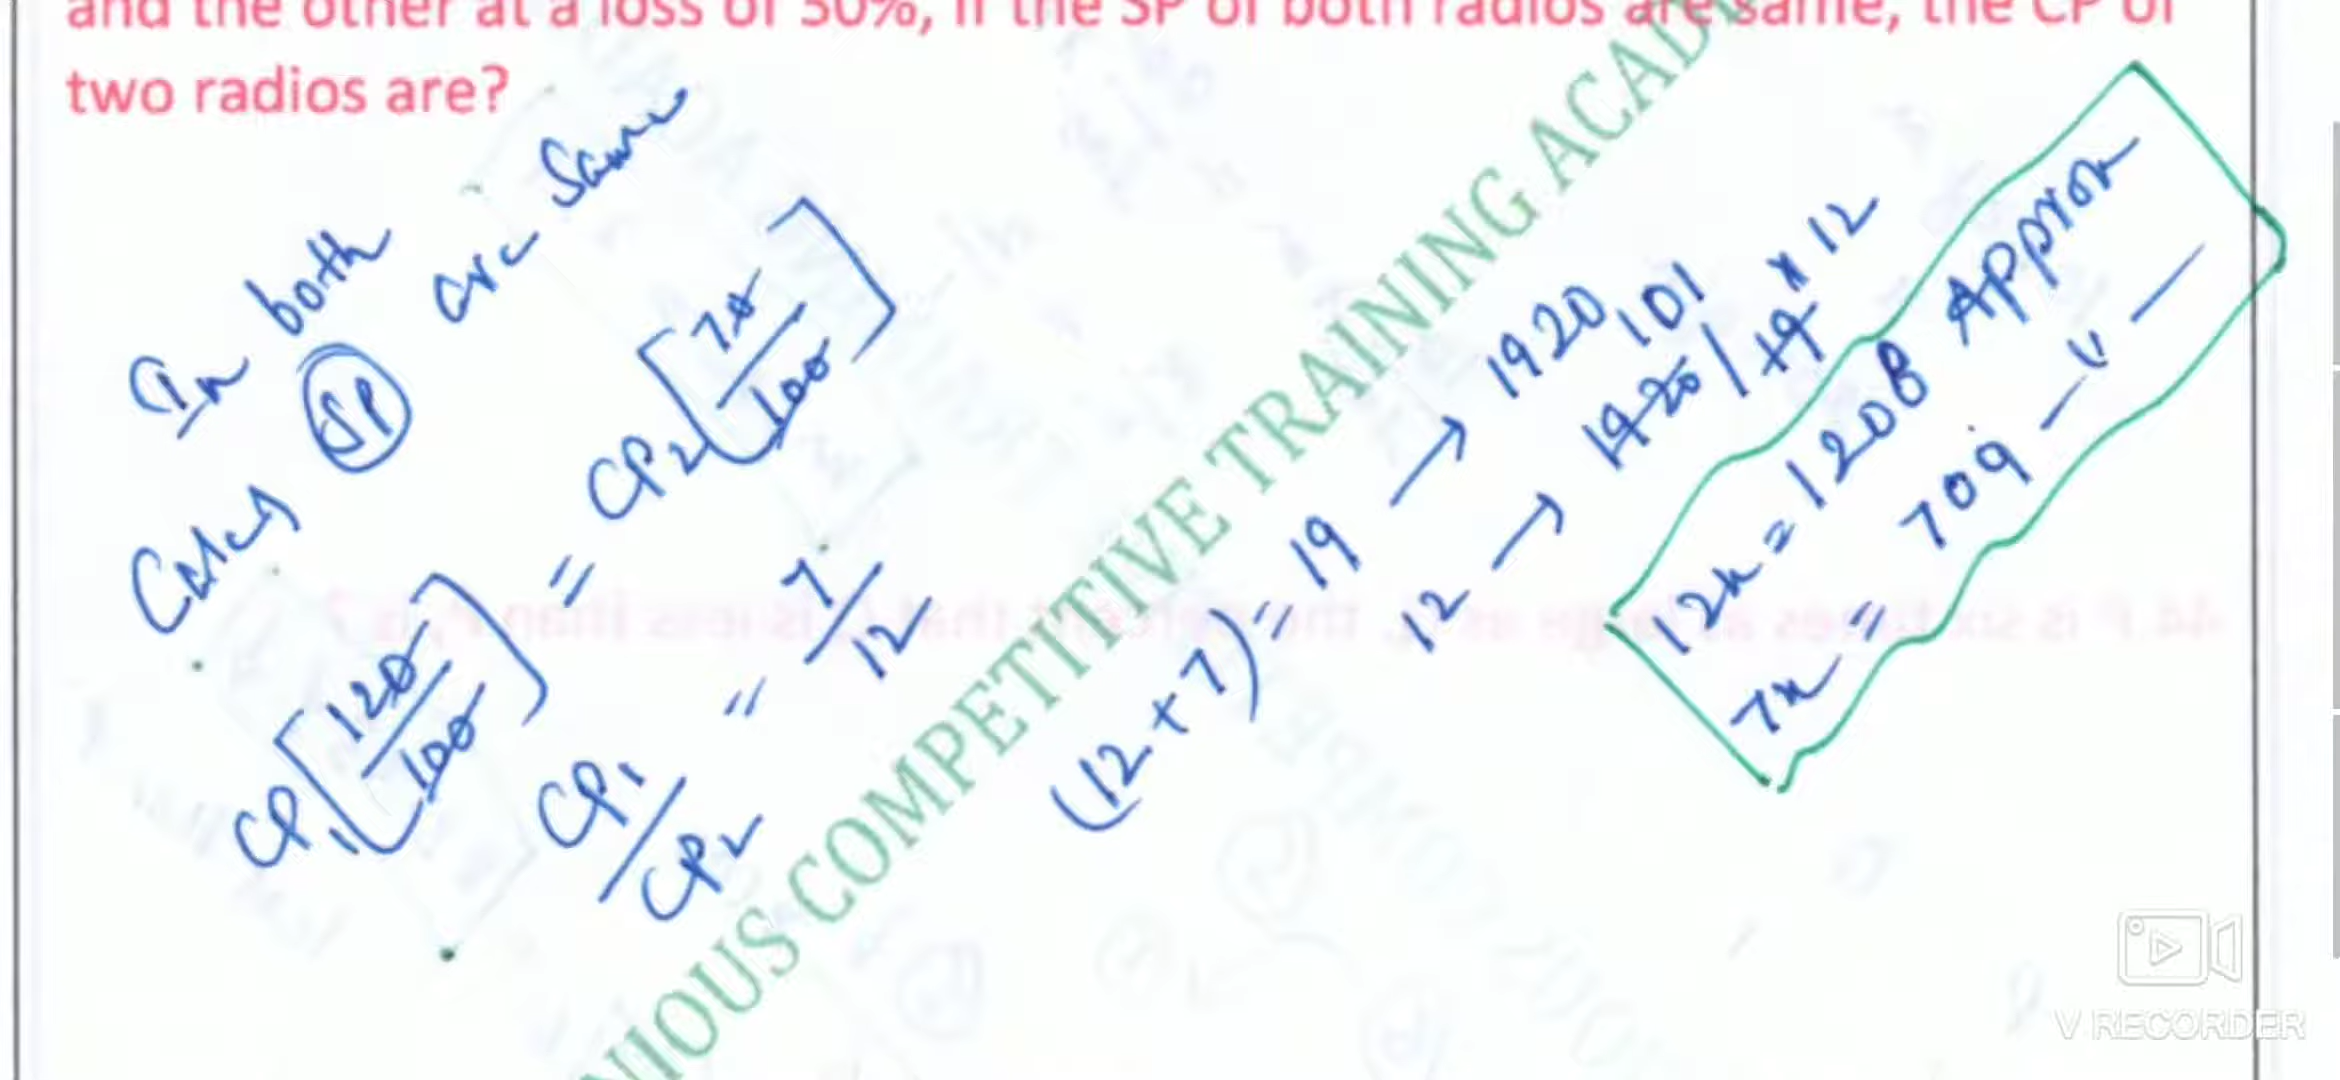 and the other at a loss of 30%, if the SP of both radios are same, the CP of
two radios are?
In both
Cases SP are same
CP1 [120/100] = CP2 [70/100]
CP1/CP2 = 7/12
(12+7) = 19 → 1920
12 → 1920/19 × 12
101
12x = 1208 Approx
7x = 709 — 〃 —
NIOUS COMPETITIVE TRAINING ACAD
V RECORDER